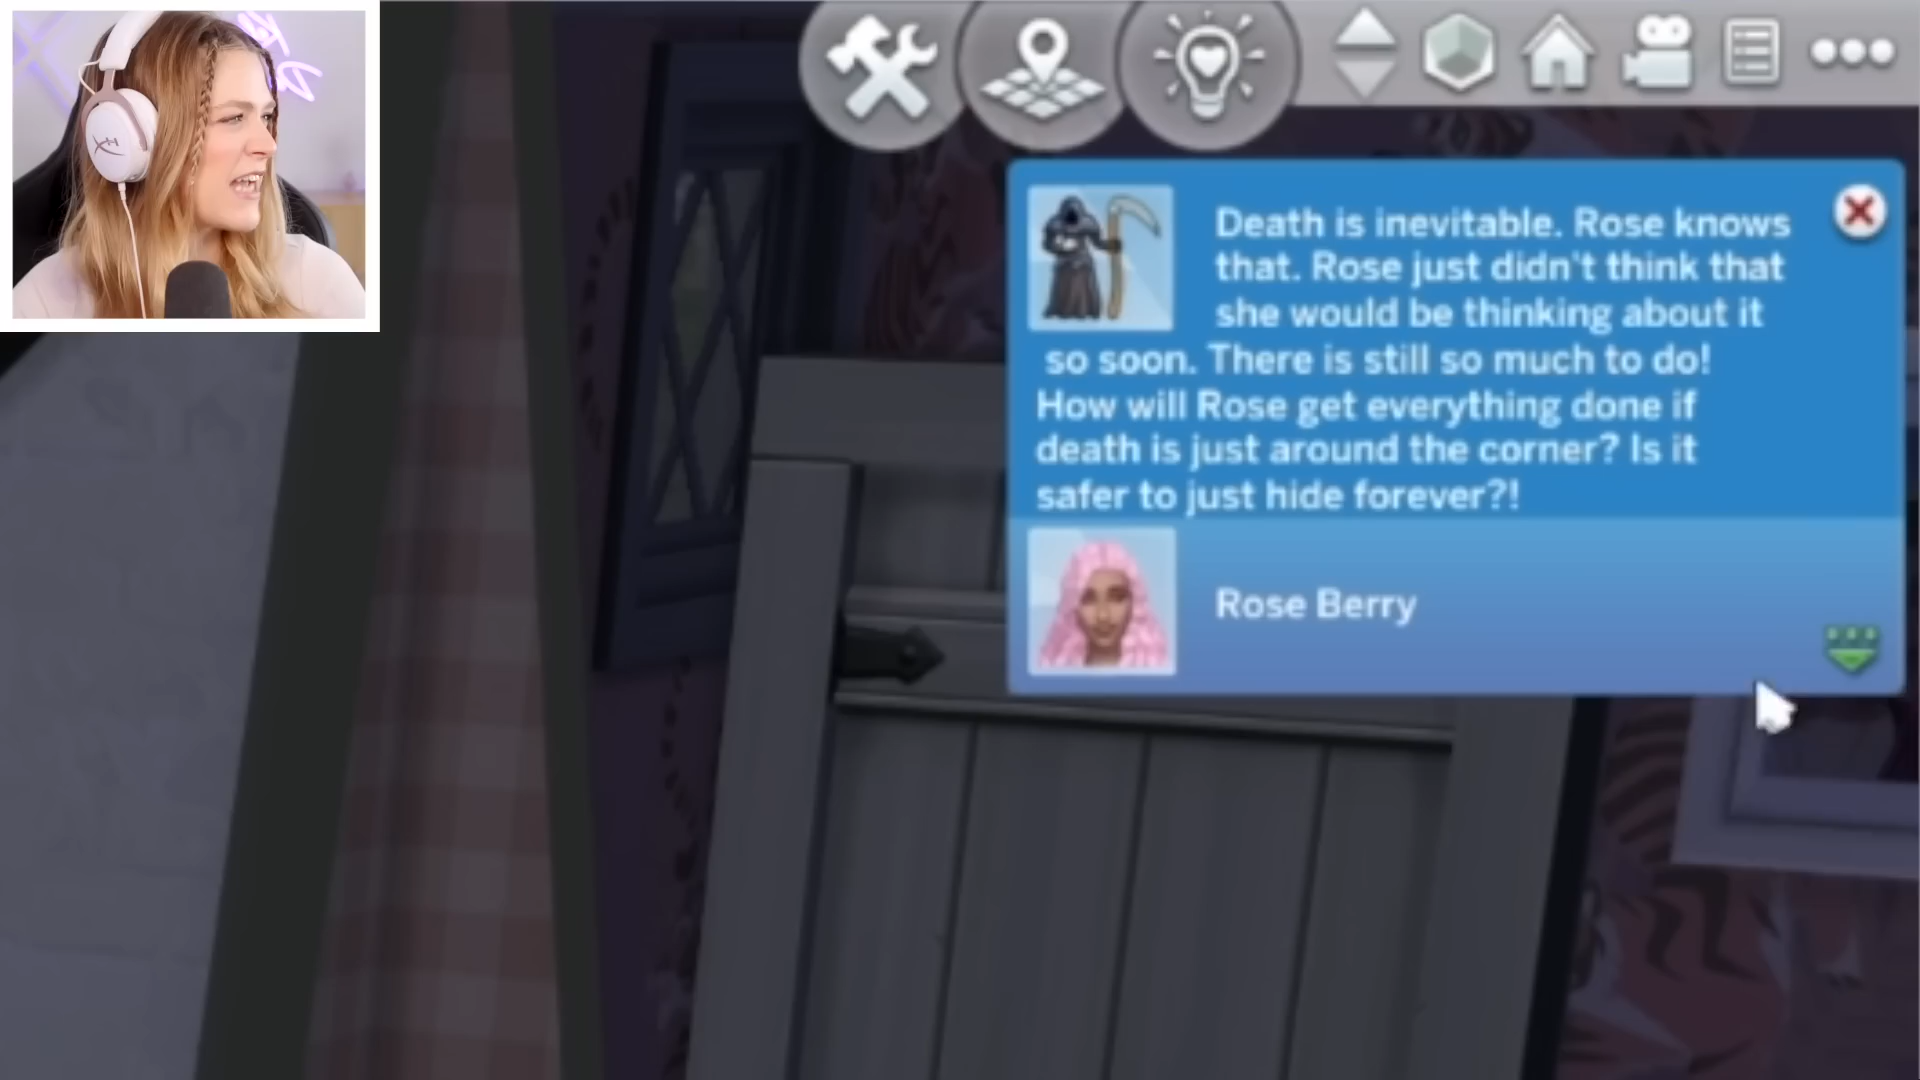 Death is inevitable. Rose knows
that. Rose just didn't think that
she would be thinking about it
so soon. There is still so much to do!
How will Rose get everything done if
death is just around the corner? Is it
safer to just hide forever?!
Rose Berry